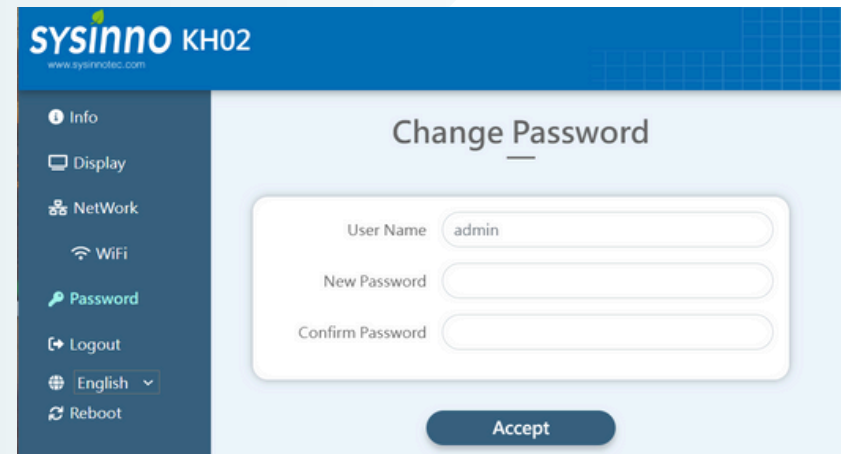 sysinno KH02
www.sysinnotec.com
Info
Display
NetWork
WiFi
Password
Logout
English
Reboot
Change Password
User Name admin
New Password
Confirm Password
Accept